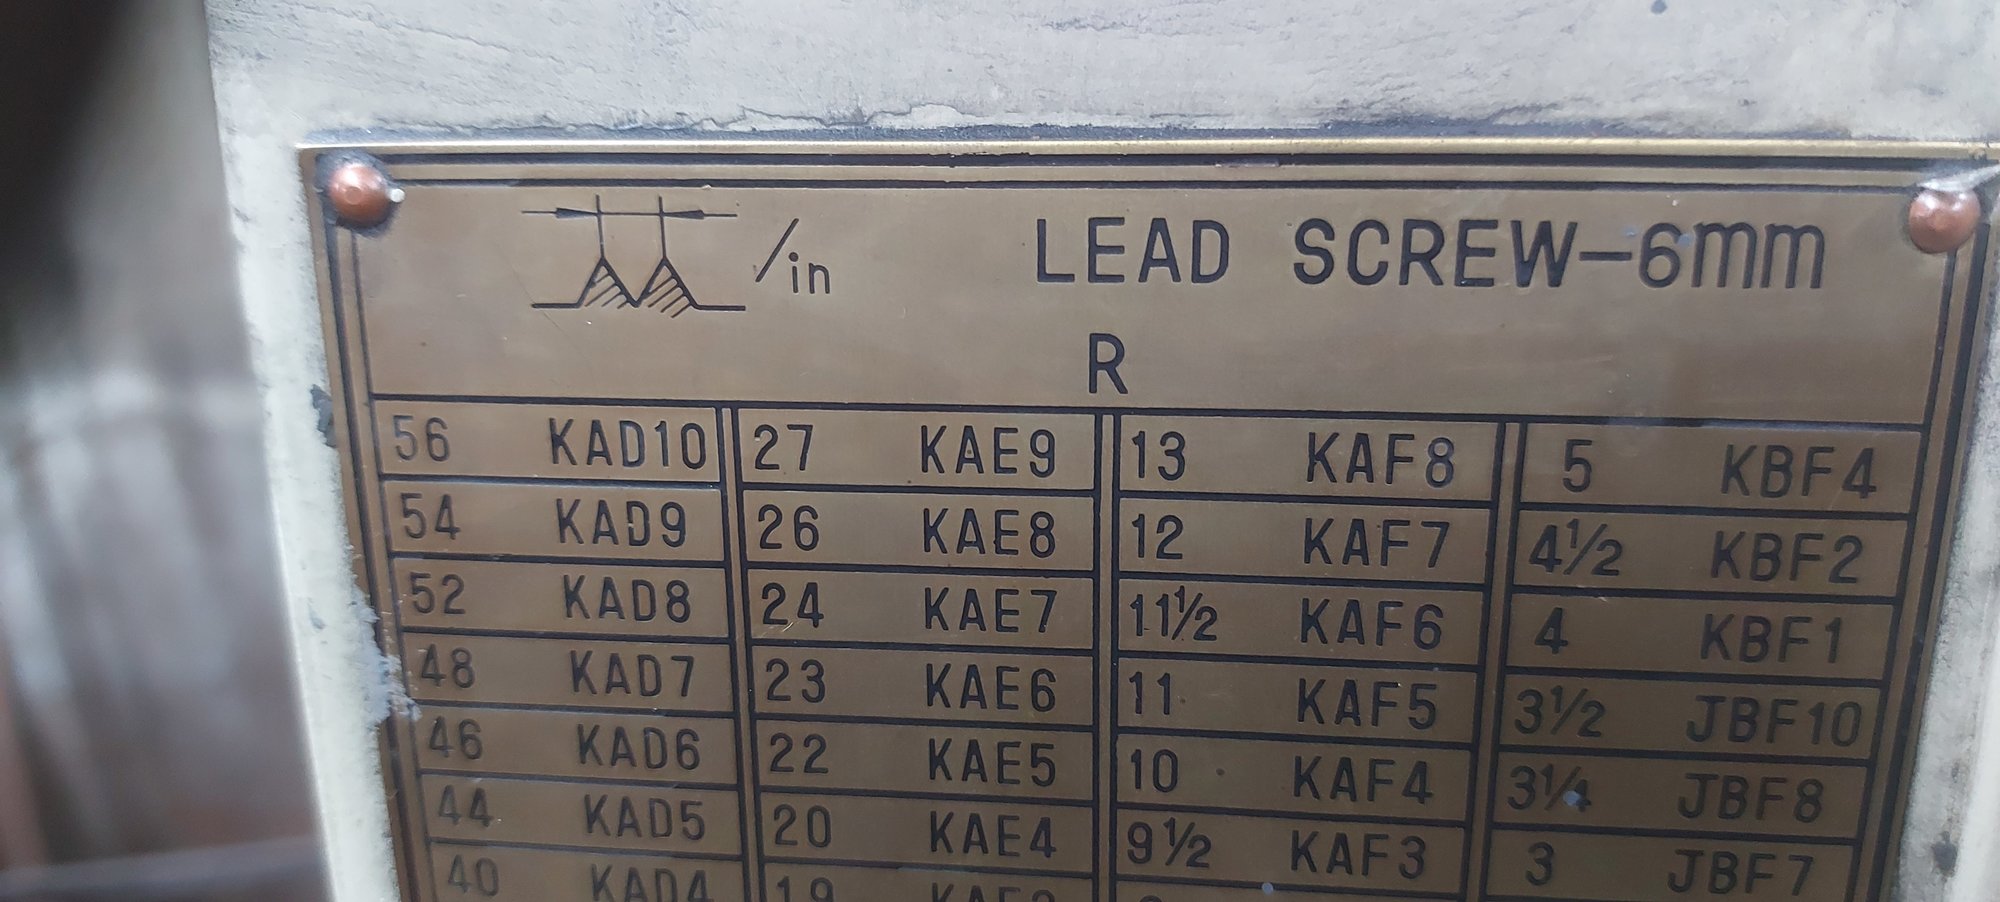 /in LEAD SCREW-6mm
R
56 KAD10 27 KAE9 13 KAF8 5 KBF4
54 KAD9 26 KAE8 12 KAF7 4½ KBF2
52 KAD8 24 KAE7 11½ KAF6 4 KBF1
48 KAD7 23 KAE6 11 KAF5 3½ JBF10
46 KAD6 22 KAE5 10 KAF4 3¼ JBF8
44 KAD5 20 KAE4 9½ KAF3 3 JBF7
40 KAD4 19